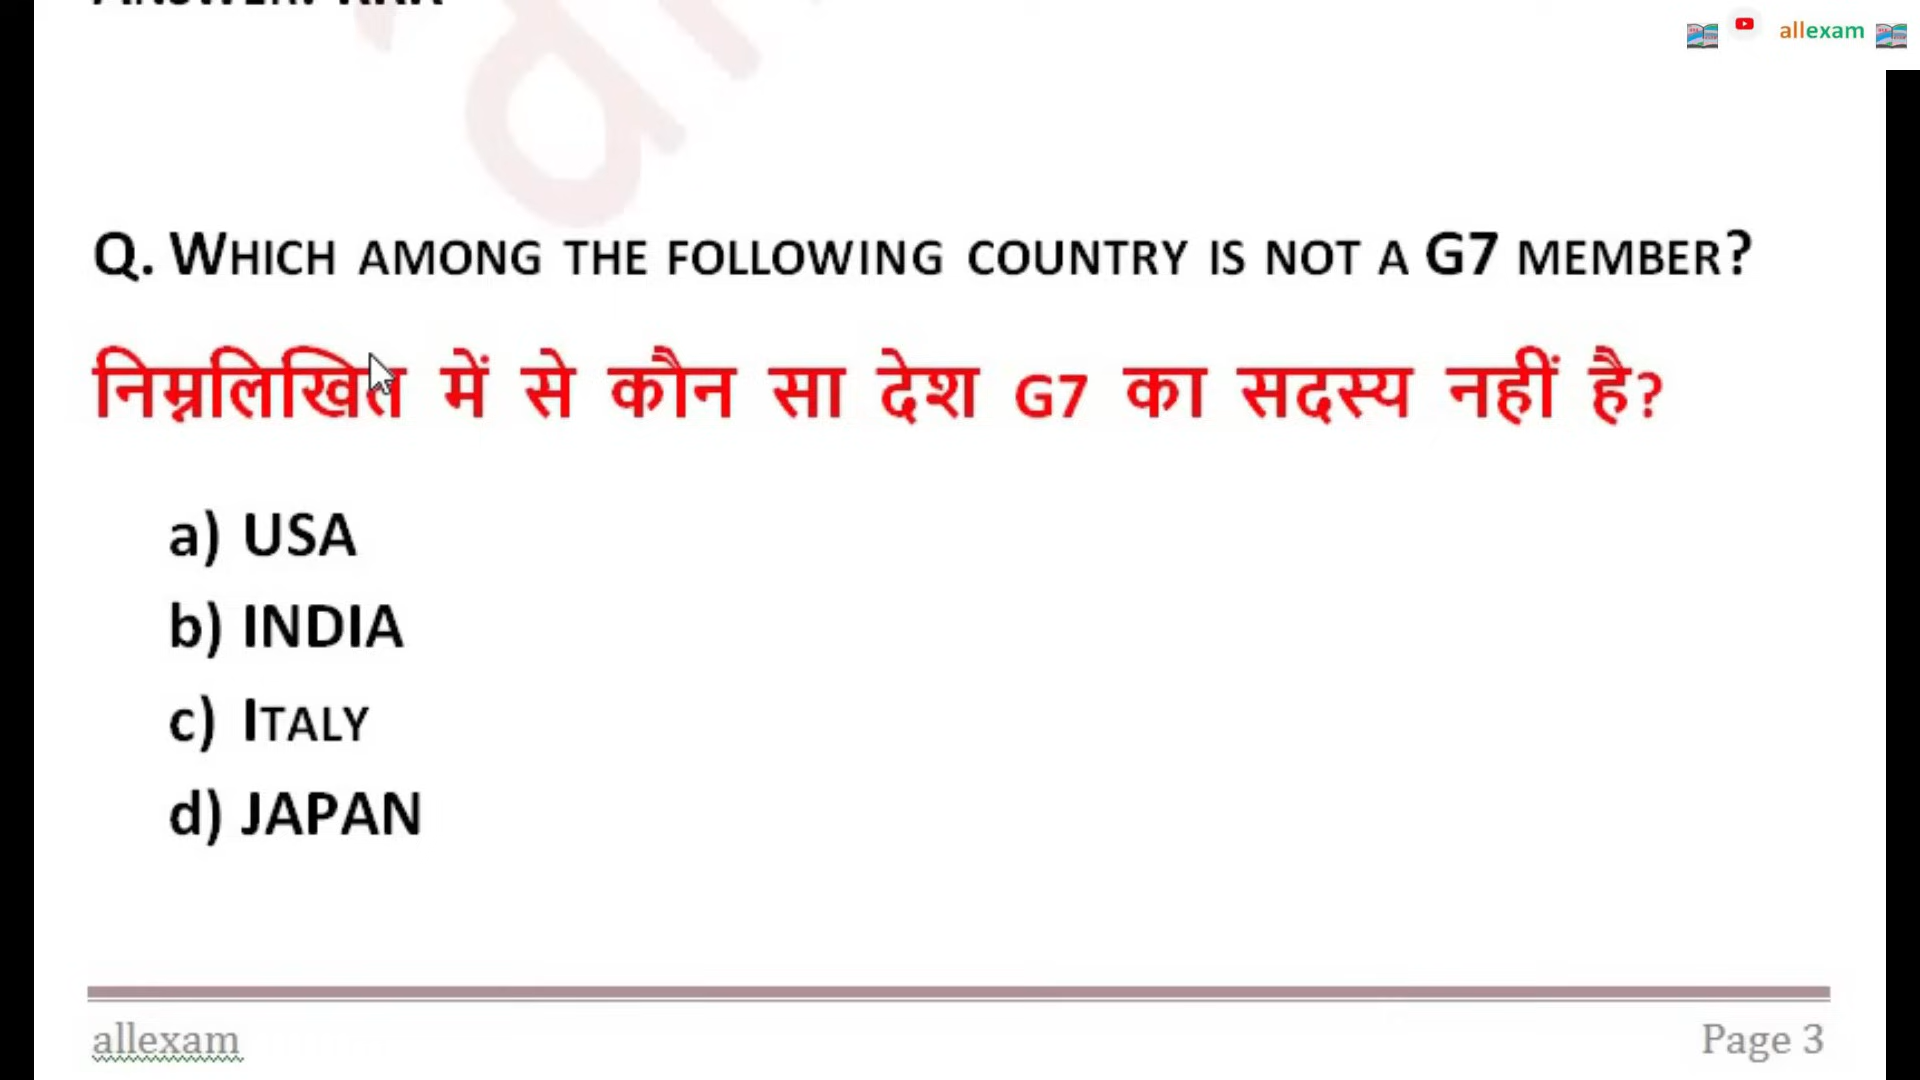 allexam
Q. WHICH AMONG THE FOLLOWING COUNTRY IS NOT A G7 MEMBER?
निम्नलिखित में से कौन सा देश G7 का सदस्य नहीं है?
a) USA
b) INDIA
c) ITALY
d) JAPAN
allexam
Page 3